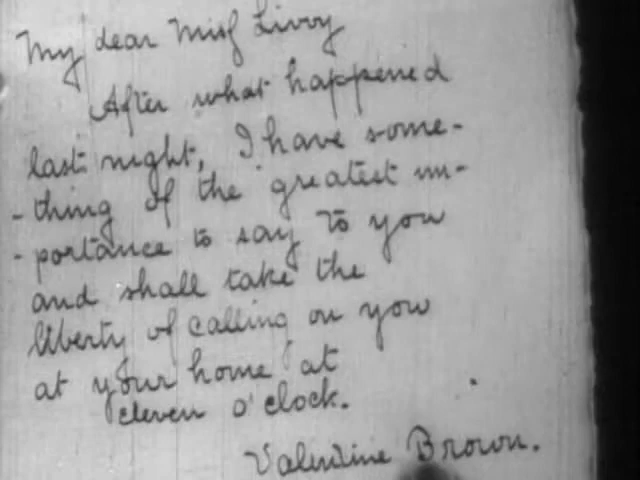 My dear Miss Livvy
After what happened
last night, I have some-
- thing of the greatest im-
- portance to say to you
and shall take the
liberty of calling on you
at your home at
eleven o'clock.
Valentine Brown.